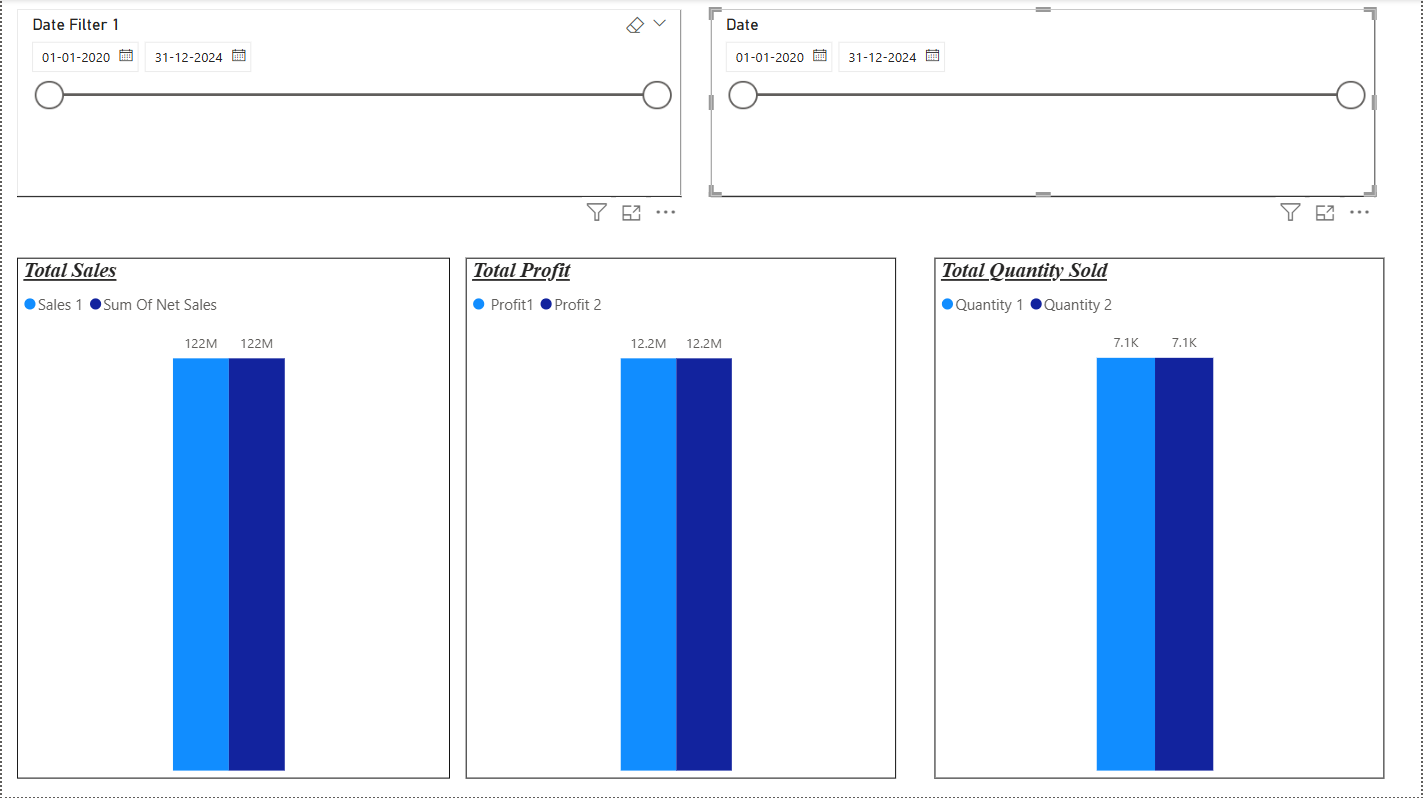 Date Filter 1
01-01-2020 31-12-2024
Date
01-01-2020 31-12-2024
Total Sales
Sales 1 Sum Of Net Sales
122M 122M
Total Profit
Profit1 Profit 2
12.2M 12.2M
Total Quantity Sold
Quantity 1 Quantity 2
7.1K 7.1K